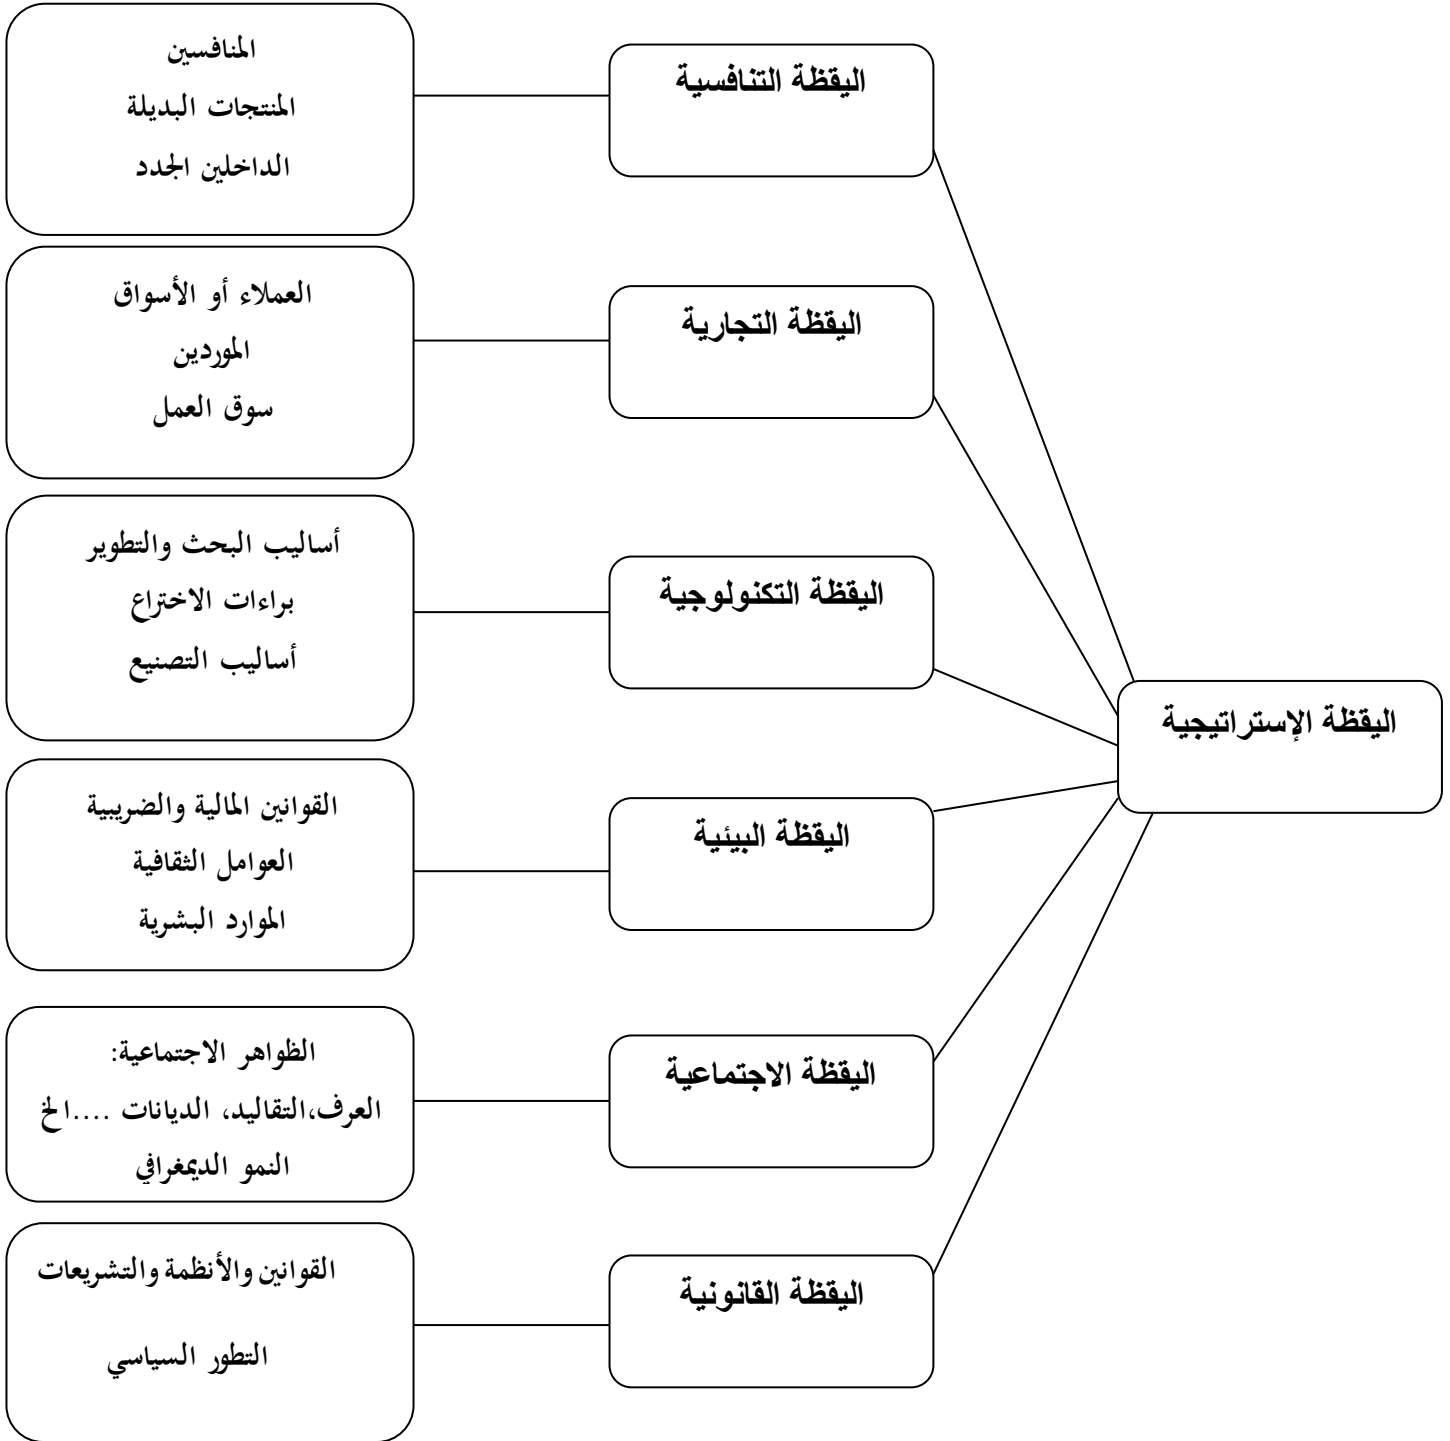 اليقظة الإستراتيجية
اليقظة التنافسية
المنافسين
المنتجات البديلة
الداخلين الجدد
اليقظة التجارية
العملاء أو الأسواق
الموردين
سوق العمل
اليقظة التكنولوجية
أساليب البحث والتطوير
براءات الاختراع
أساليب التصنيع
اليقظة البيئية
القوانين المالية والضريبية
العوامل الثقافية
الموارد البشرية
اليقظة الاجتماعية
الظواهر الاجتماعية:
العرف،التقاليد، الديانات ....الخ
النمو الديمغرافي
اليقظة القانونية
القوانين والأنظمة والتشريعات
التطور السياسي